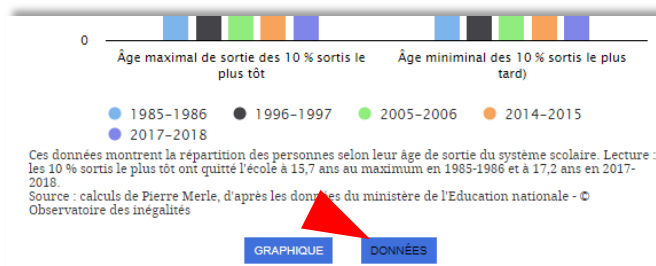 0
Âge maximal de sortie des 10 % sortis le
plus tôt
Âge miniminal des 10 % sortis le plus
tard)
1985-1986 1996-1997 2005-2006 2014-2015
2017-2018
Ces données montrent la répartition des personnes selon leur âge de sortie du système scolaire. Lecture :
les 10 % sortis le plus tôt ont quitté l'école à 15,7 ans au maximum en 1985-1986 et à 17,2 ans en 2017-
2018.
Source : calculs de Pierre Merle, d'après les données du ministère de l'Education nationale - ©
Observatoire des inégalités
GRAPHIQUE DONNÉES